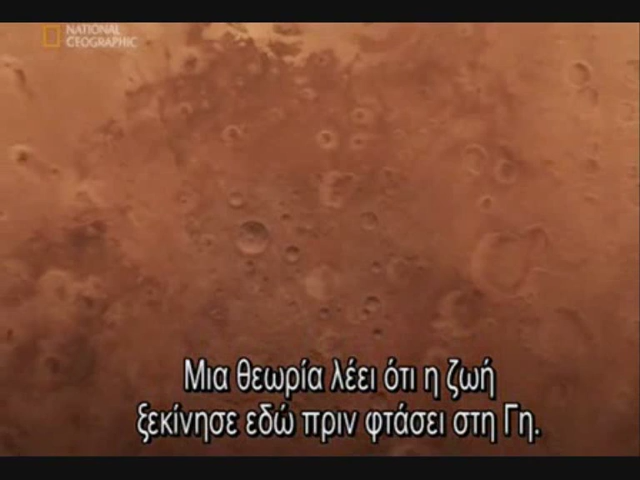 NATIONAL
GEOGRAPHIC
Μια θεωρία λέει ότι η ζωή
ξεκίνησε εδώ πριν φτάσει στη Γη.